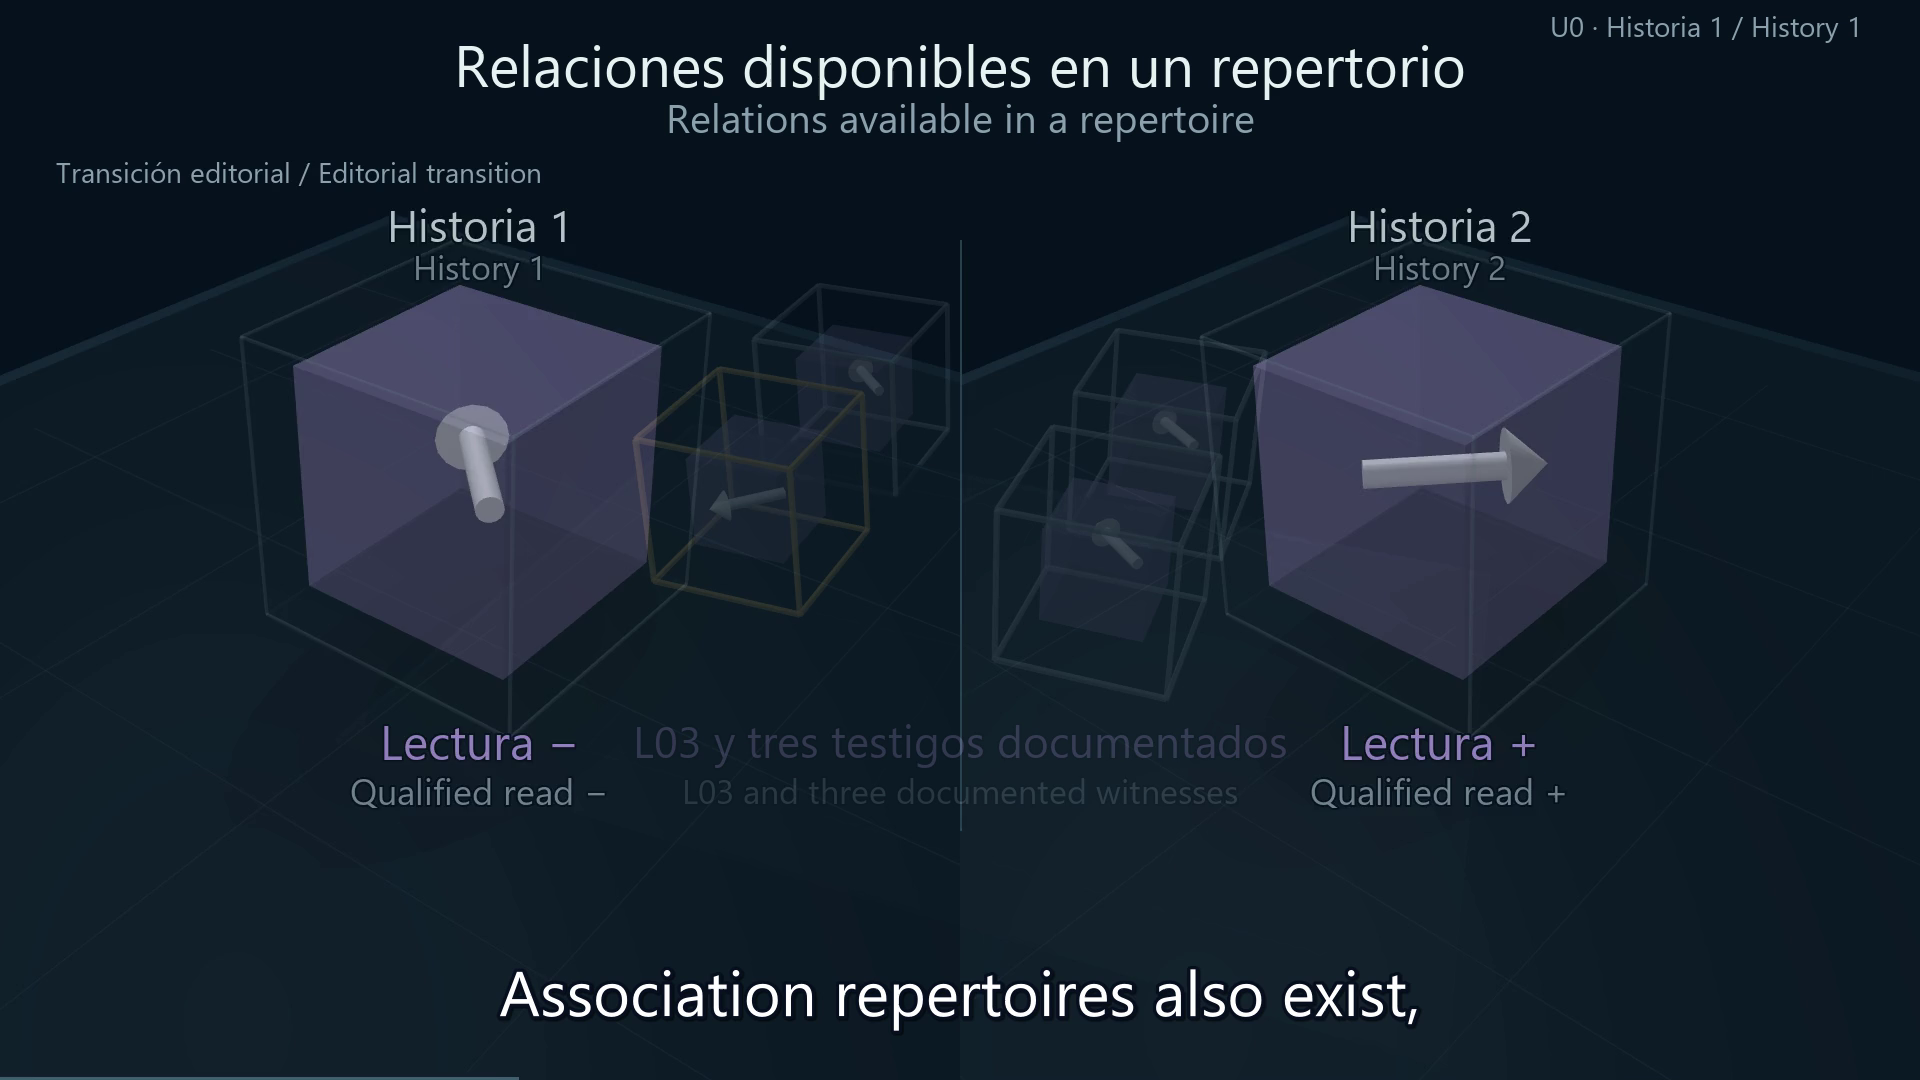 U0 · Historia 1 / History 1
Relaciones disponibles en un repertorio
Relations available in a repertoire
Transición editorial / Editorial transition
Historia 1
History 1
Historia 2
History 2
Lectura –
Qualified read –
L03 y tres testigos documentados
L03 and three documented witnesses
Lectura +
Qualified read +
Association repertoires also exist,